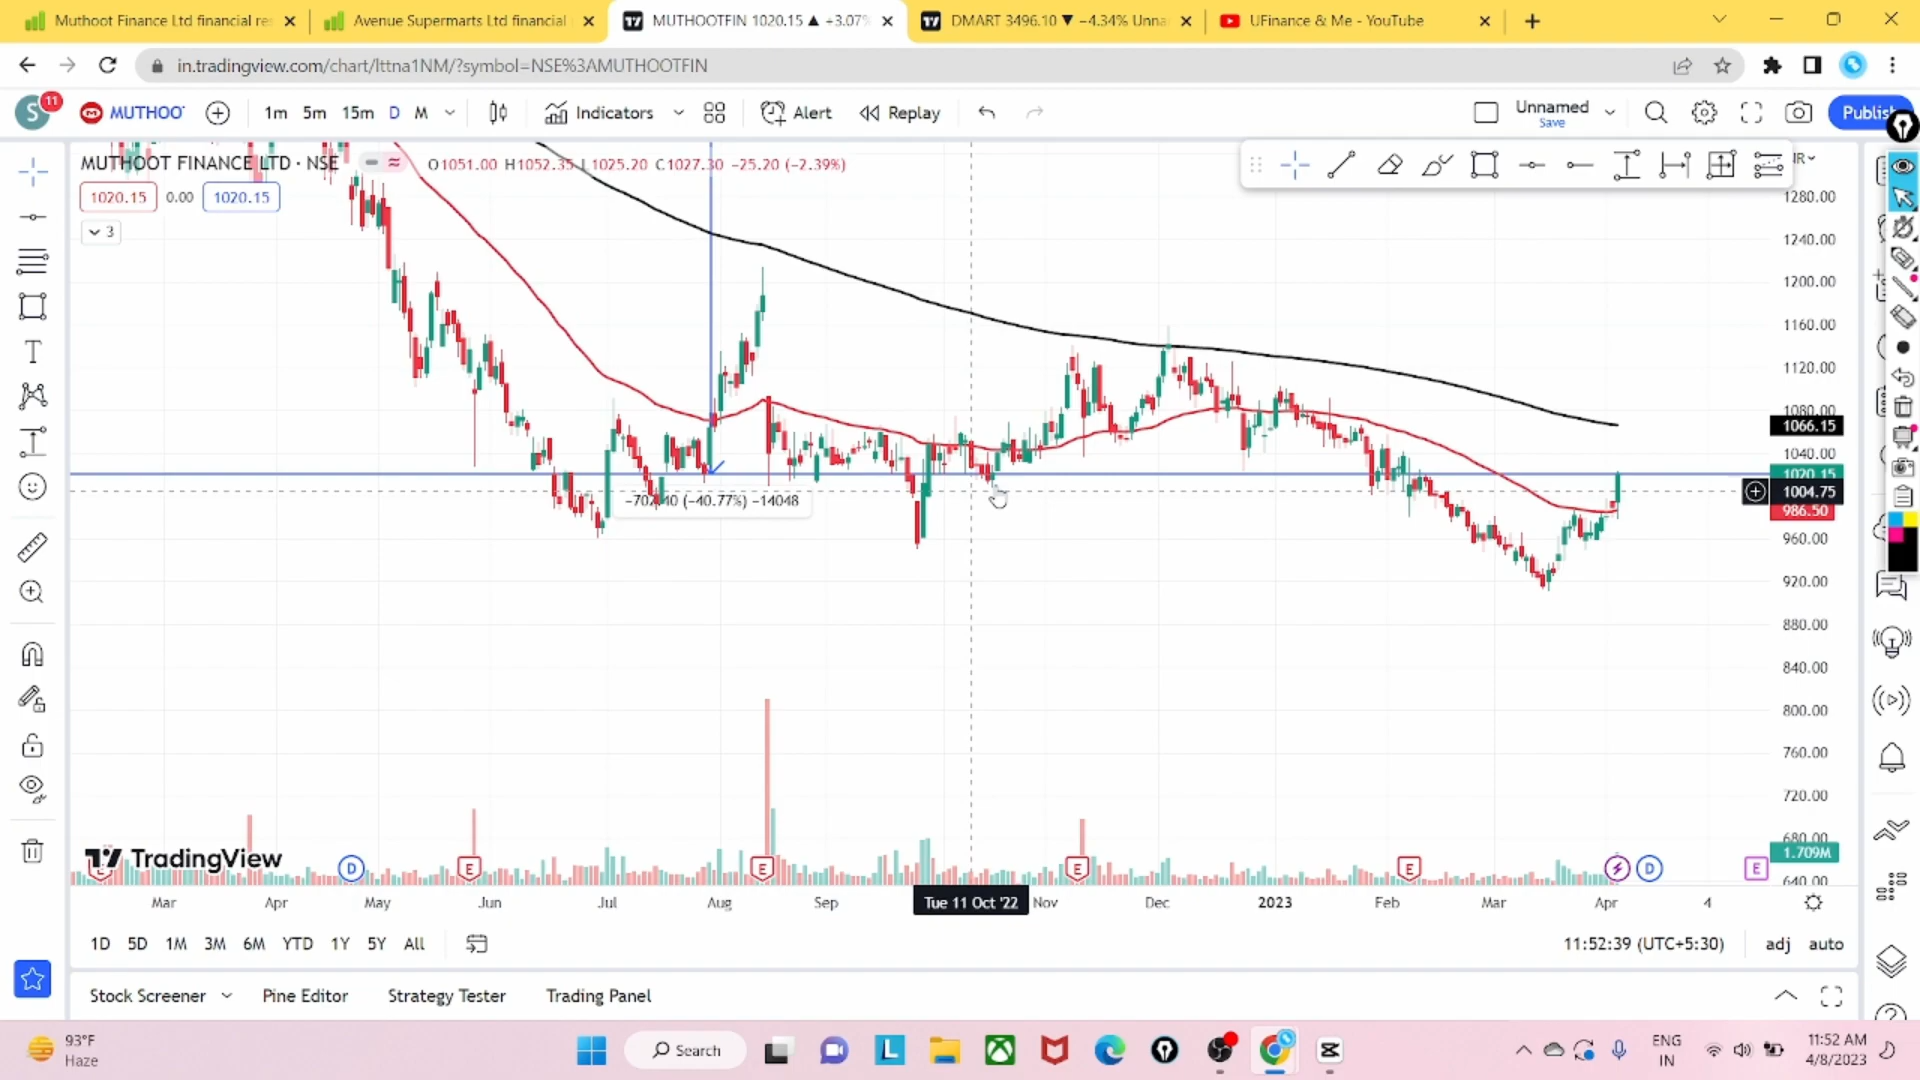 Muthoot Finance Ltd financial res
Avenue Supermarts Ltd financial
MUTHOOTFIN 1020.15 ▲ +3.07%
DMART 3496.10 ▼ −4.34% Unna
UFinance & Me - YouTube
in.tradingview.com/chart/lttna1NM/?symbol=NSE%3AMUTHOOTFIN
S
11
MUTHOO
1m 5m 15m D M
Indicators
Alert
Replay
Unnamed
Save
Publis
MUTHOOT FINANCE LTD · NSE
O1051.00 H1052.35 L1025.20 C1027.30 −25.20 (−2.39%)
1020.15 0.00 1020.15
3
1280.00
1240.00
1200.00
1160.00
1120.00
1080.00
1066.15
1040.00
1020.15
1004.75
986.50
960.00
920.00
880.00
840.00
800.00
760.00
720.00
680.00
1.709M
640.00
TradingView
D E E E E D E
Mar Apr May Jun Jul Aug Sep Tue 11 Oct '22 Nov Dec 2023 Feb Mar Apr 4
1D 5D 1M 3M 6M YTD 1Y 5Y All
11:52:39 (UTC+5:30) adj auto
Stock Screener Pine Editor Strategy Tester Trading Panel
93°F
Haze
Search
ENG
IN
11:52 AM
4/8/2023